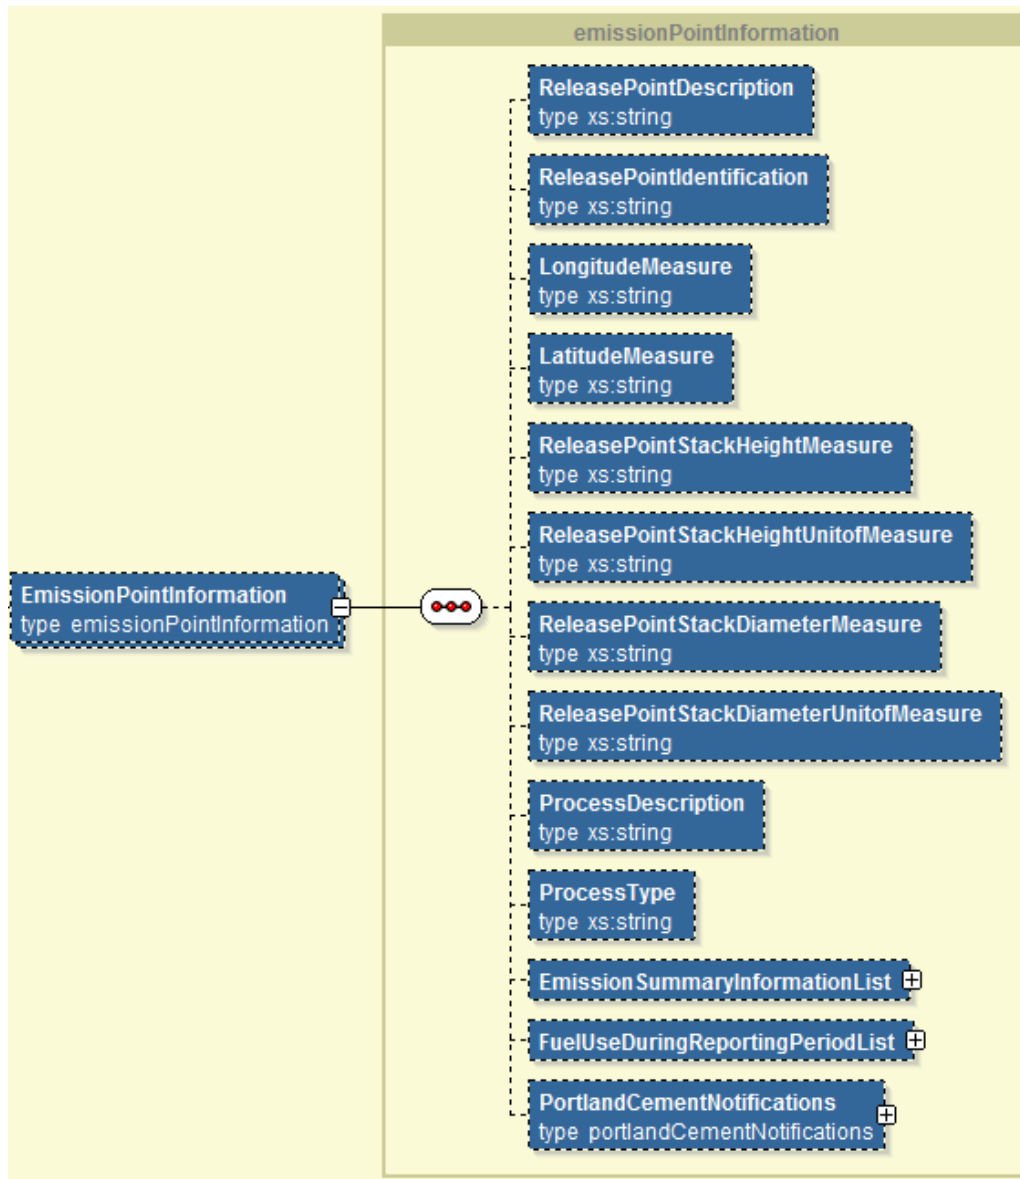 emissionPointInformation
ReleasePointDescription
type xs:string
ReleasePointIdentification
type xs:string
LongitudeMeasure
type xs:string
LatitudeMeasure
type xs:string
ReleasePointStackHeightMeasure
type xs:string
ReleasePointStackHeightUnitofMeasure
type xs:string
EmissionPointInformation
type emissionPointInformation
ReleasePointStackDiameterMeasure
type xs:string
ReleasePointStackDiameterUnitofMeasure
type xs:string
ProcessDescription
type xs:string
ProcessType
type xs:string
EmissionSummaryInformationList
FuelUseDuringReportingPeriodList
PortlandCementNotifications
type portlandCementNotifications